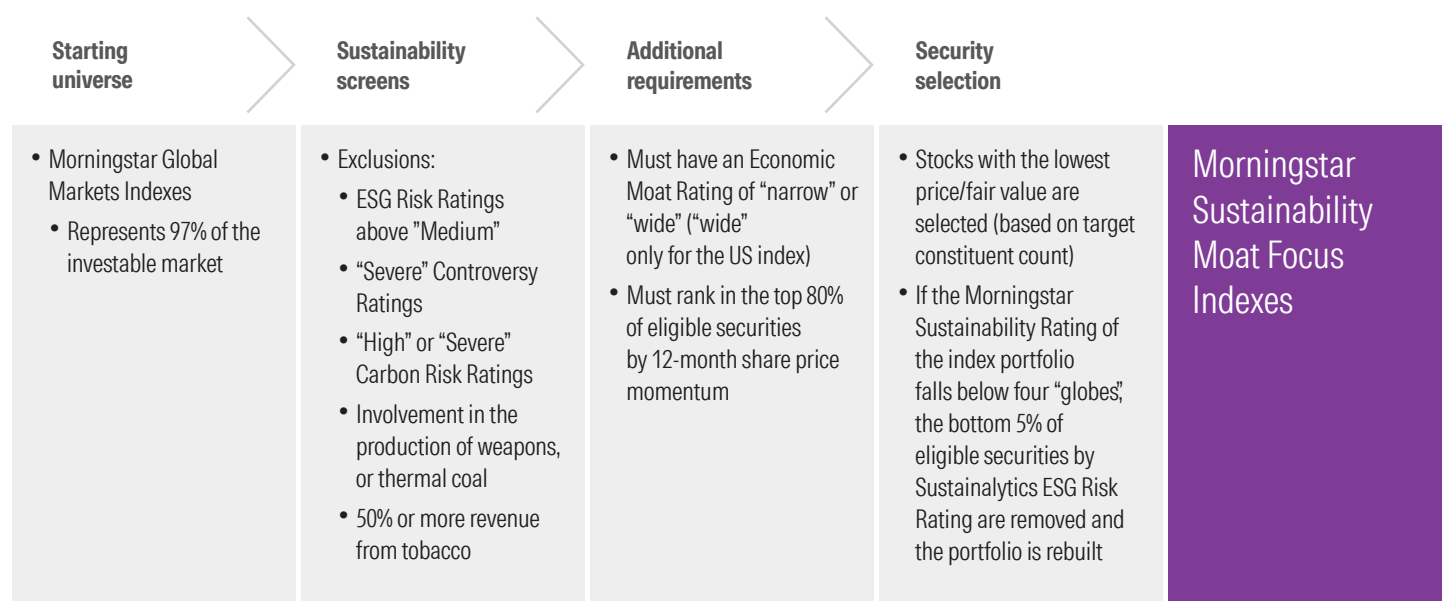 Starting
universe
Sustainability
screens
Additional
requirements
Security
selection
• Morningstar Global
Markets Indexes
• Represents 97% of the
investable market
• Exclusions:
• ESG Risk Ratings
above ”Medium”
• “Severe” Controversy
Ratings
• “High” or “Severe”
Carbon Risk Ratings
• Involvement in the
production of weapons,
or thermal coal
• 50% or more revenue
from tobacco
• Must have an Economic
Moat Rating of “narrow” or
“wide” (“wide”
only for the US index)
• Must rank in the top 80%
of eligible securities
by 12-month share price
momentum
• Stocks with the lowest
price/fair value are
selected (based on target
constituent count)
• If the Morningstar
Sustainability Rating of
the index portfolio
falls below four “globes”,
the bottom 5% of
eligible securities by
Sustainalytics ESG Risk
Rating are removed and
the portfolio is rebuilt
Morningstar
Sustainability
Moat Focus
Indexes